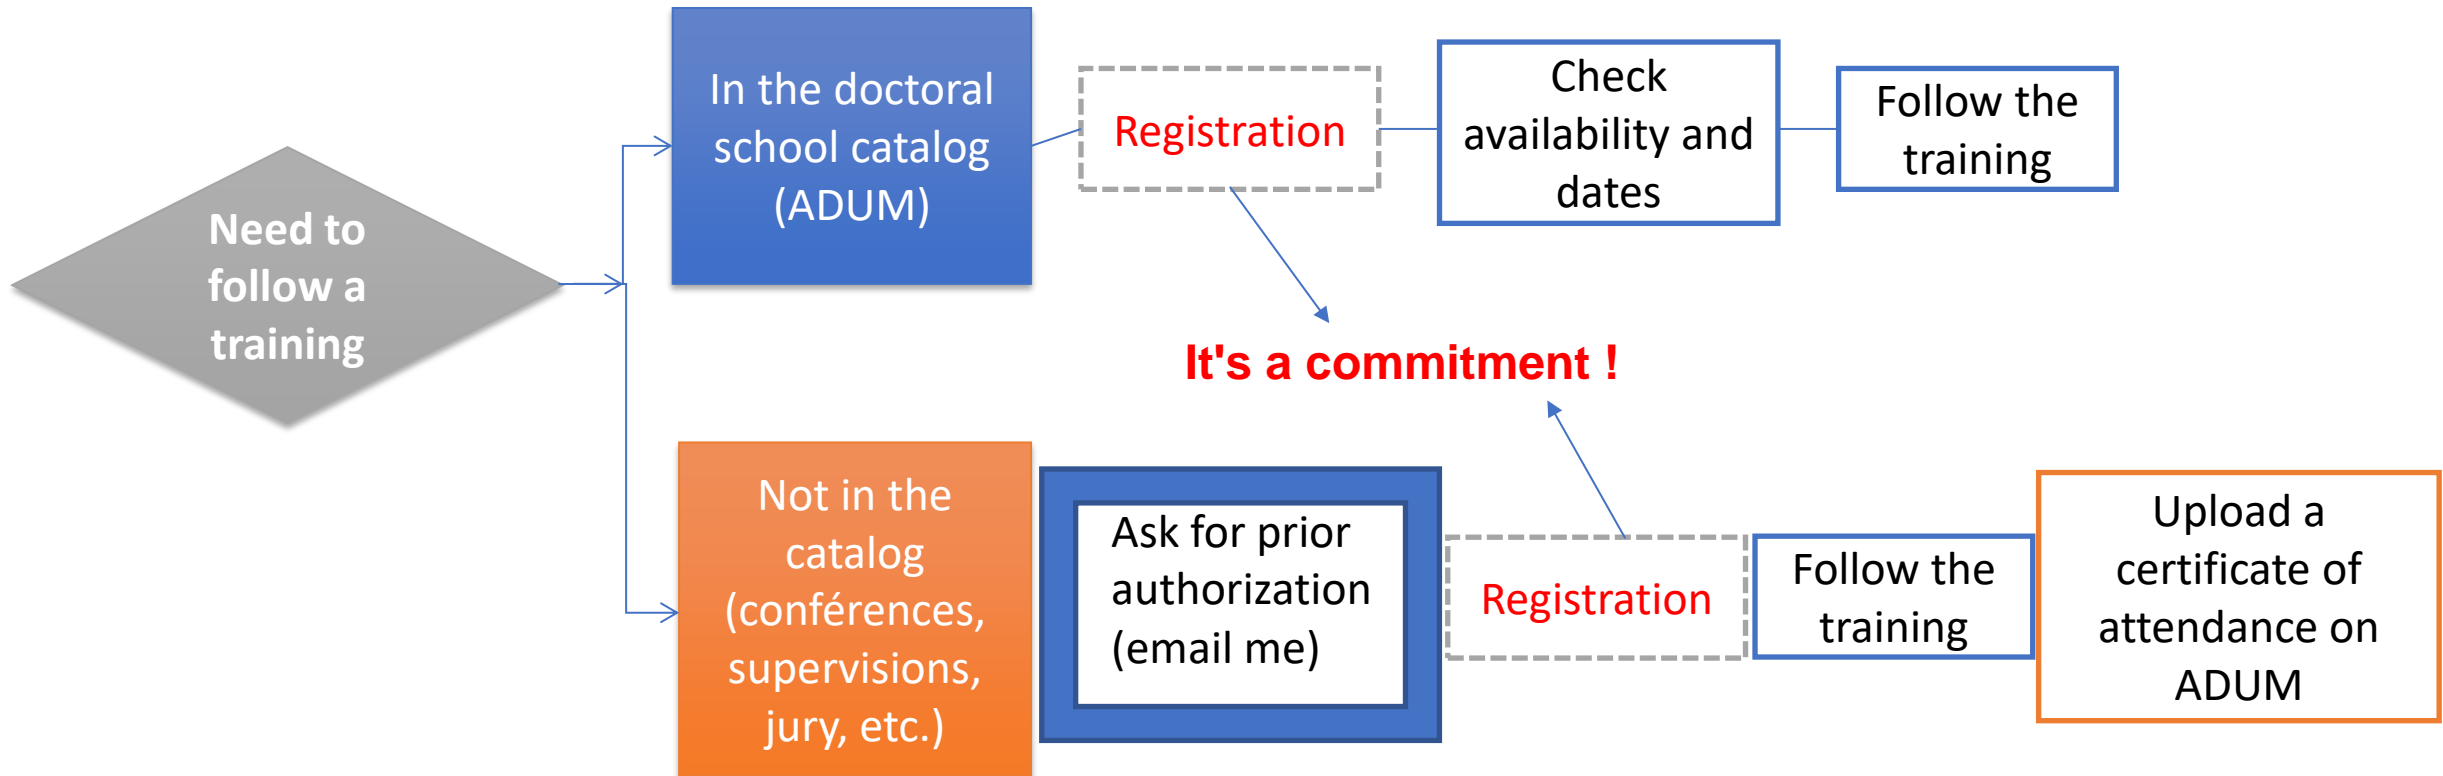 Need to
follow a
training
In the doctoral
school catalog
(ADUM)
Registration
Check
availability and
dates
Follow the
training
It's a commitment !
Not in the
catalog
(conférences,
supervisions,
jury, etc.)
Ask for prior
authorization
(email me)
Registration
Follow the
training
Upload a
certificate of
attendance on
ADUM